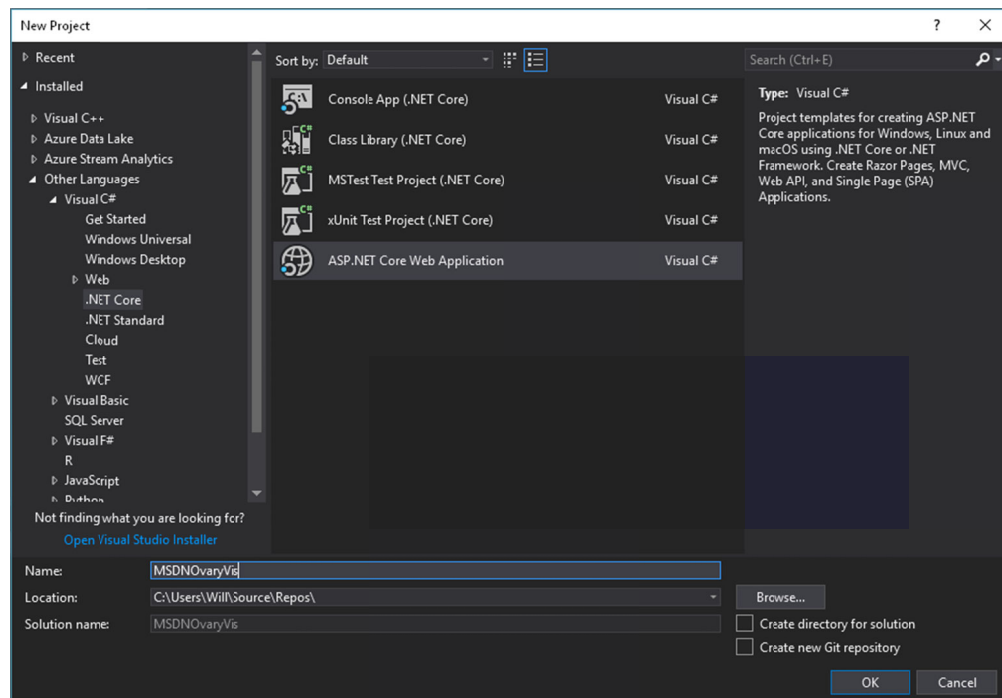 New Project
? ×
Recent
Installed
Visual C++
Azure Data Lake
Azure Stream Analytics
Other Languages
Visual C#
Get Started
Windows Universal
Windows Desktop
Web
.NET Core
.NET Standard
Cloud
Test
WCF
Visual Basic
SQL Server
Visual F#
R
JavaScript
Python
Not finding what you are looking for?
Open Visual Studio Installer
Sort by: Default
Console App (.NET Core) Visual C#
Class Library (.NET Core) Visual C#
MSTest Test Project (.NET Core) Visual C#
xUnit Test Project (.NET Core) Visual C#
ASP.NET Core Web Application Visual C#
Search (Ctrl+E)
Type: Visual C#
Project templates for creating ASP.NET
Core applications for Windows, Linux and
macOS using .NET Core or .NET
Framework. Create Razor Pages, MVC,
Web API, and Single Page (SPA)
Applications.
Name: MSDNOvaryVis
Location: C:\Users\Will\Source\Repos\
Browse...
Solution name: MSDNOvaryVis
Create directory for solution
Create new Git repository
OK Cancel